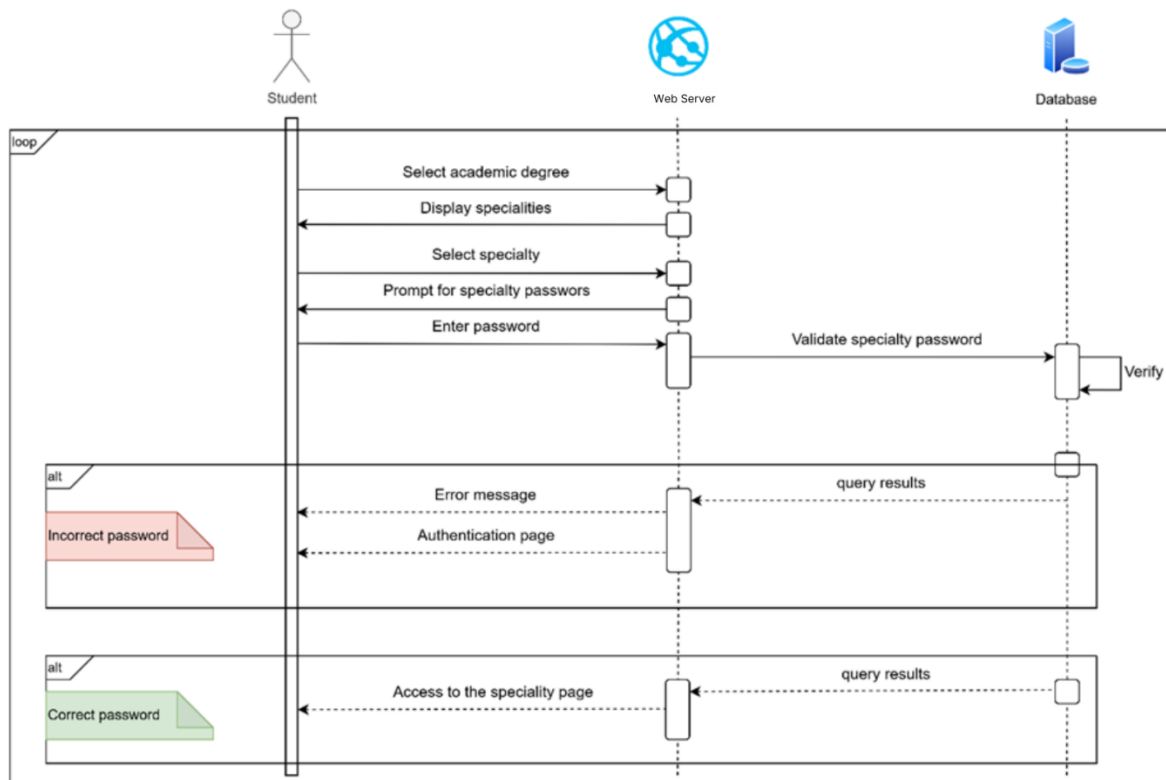 Student
Web Server
Database
loop
Select academic degree
Display specialities
Select specialty
Prompt for specialty passwors
Enter password
Validate specialty password
Verify
alt
query results
Error message
Incorrect password
Authentication page
alt
query results
Access to the speciality page
Correct password